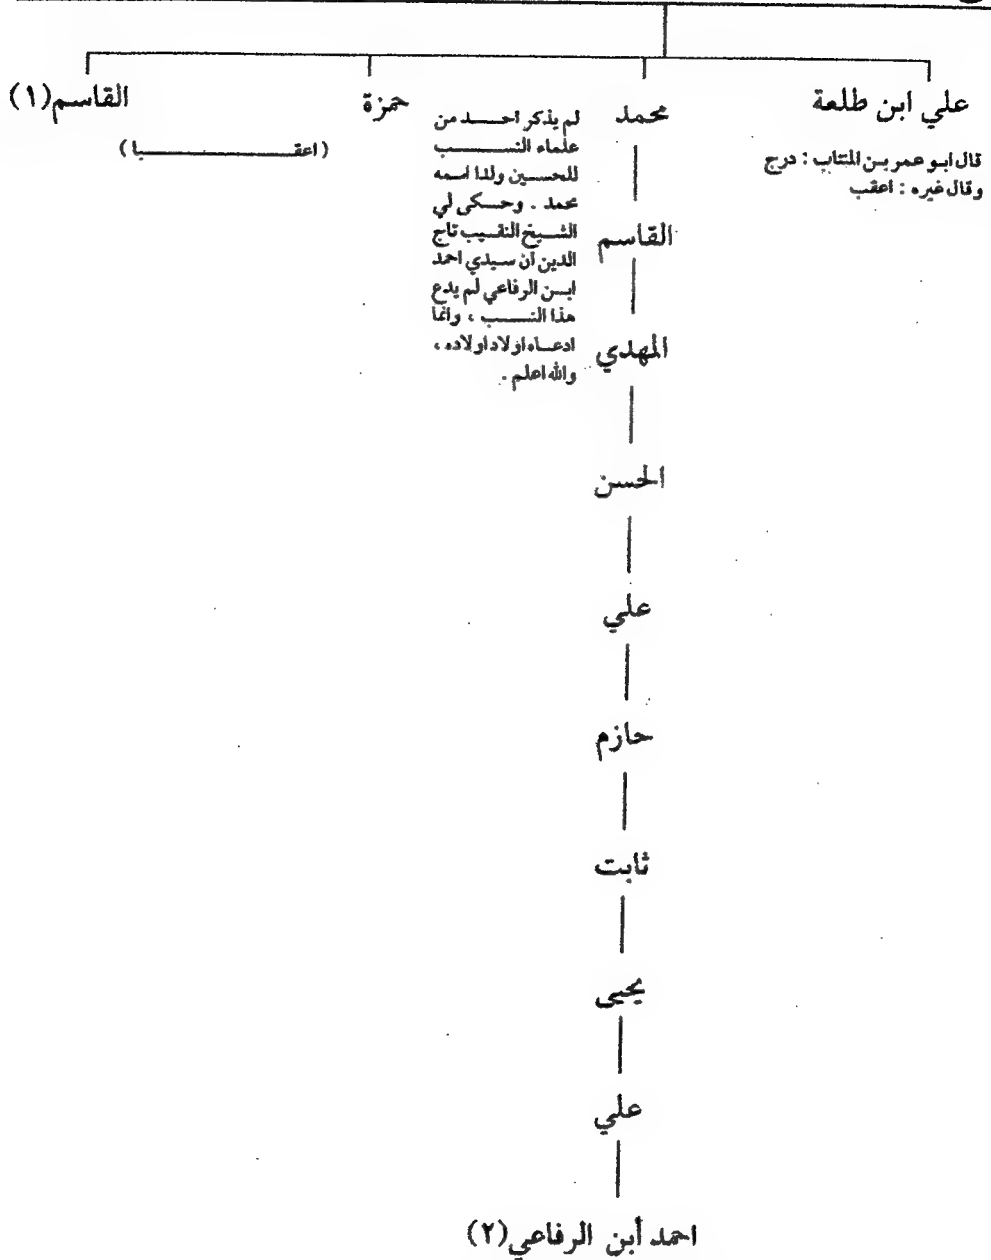 علي ابن طلعة
قال ابو عمر بن المنتاب : درج
وقال غيره : اعقب
محمد
لم يذكر احد من
علماء النسب
للحسين ولدا اسمه
محمد . وحكى لي
الشيخ النقيب تاج
الدين ان سيدي احمد
ابن الرفاعي لم يدع
هذا النسب ، وانما
ادعاه اولاد اولاده ،
والله اعلم .
حمزة
القاسم(١)
(اعقبا)
القاسم
المهدي
الحسن
علي
حازم
ثابت
يحيى
علي
احمد أبن الرفاعي(٢)